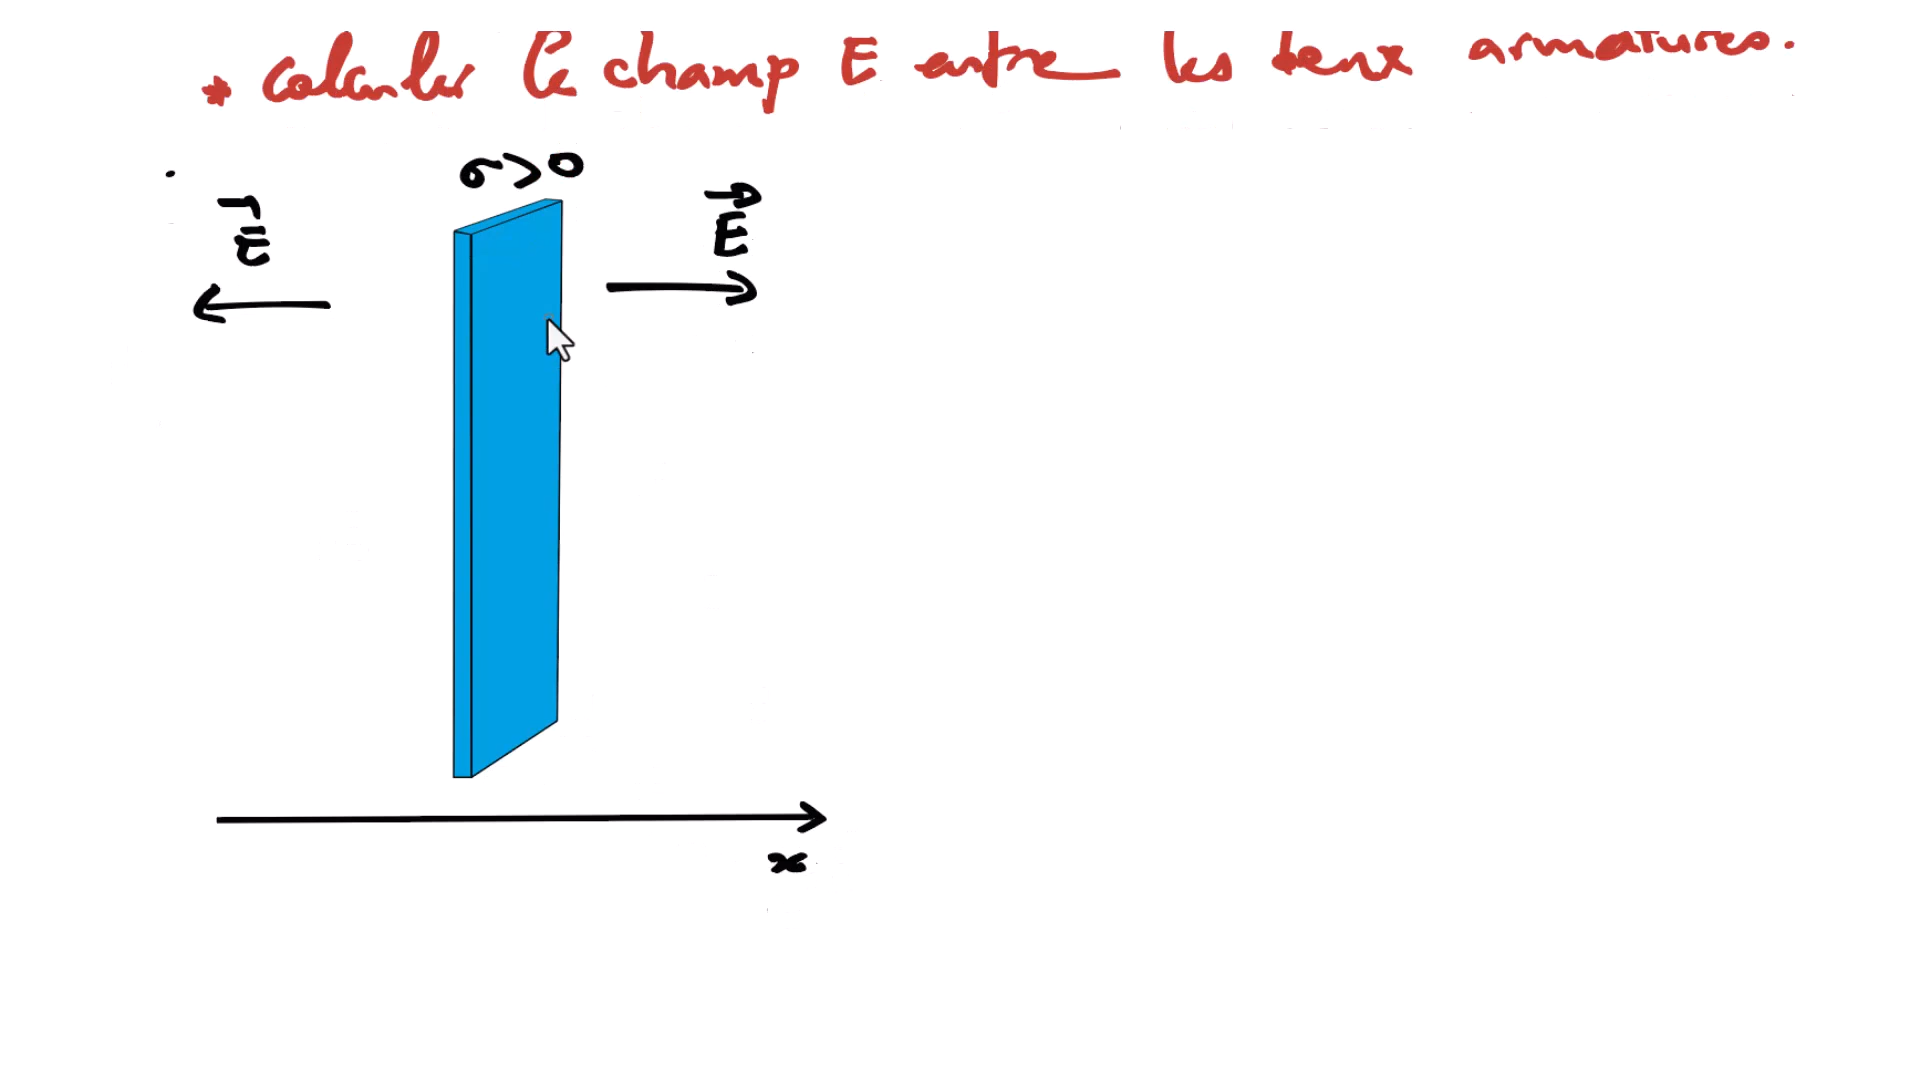 * calculer le champ E entre les deux armatures.
σ>0
E
E
x